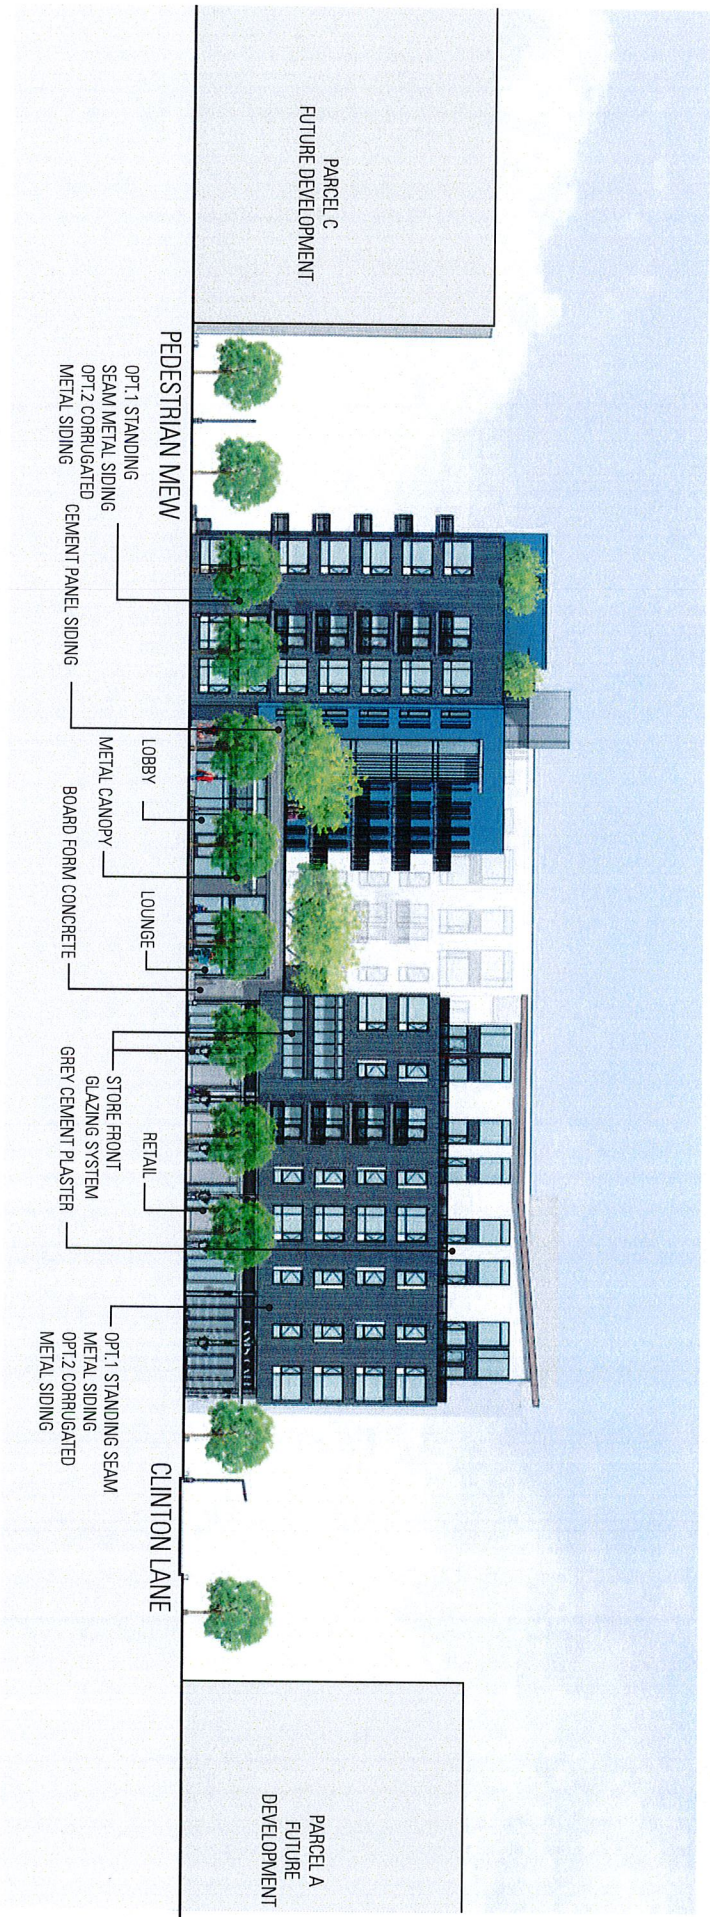 PARCEL C
FUTURE DEVELOPMENT
PEDESTRIAN MEW
OPT.1 STANDING
SEAM METAL SIDING
OPT.2 CORRUGATED
METAL SIDING
CEMENT PANEL SIDING
LOBBY
METAL CANOPY
BOARD FORM CONCRETE
LOUNGE
STORE FRONT
GLAZING SYSTEM
GREY CEMENT PLASTER
RETAIL
OPT.1 STANDING SEAM
METAL SIDING
OPT.2 CORRUGATED
METAL SIDING
CLINTON LANE
PARCEL A
FUTURE
DEVELOPMENT